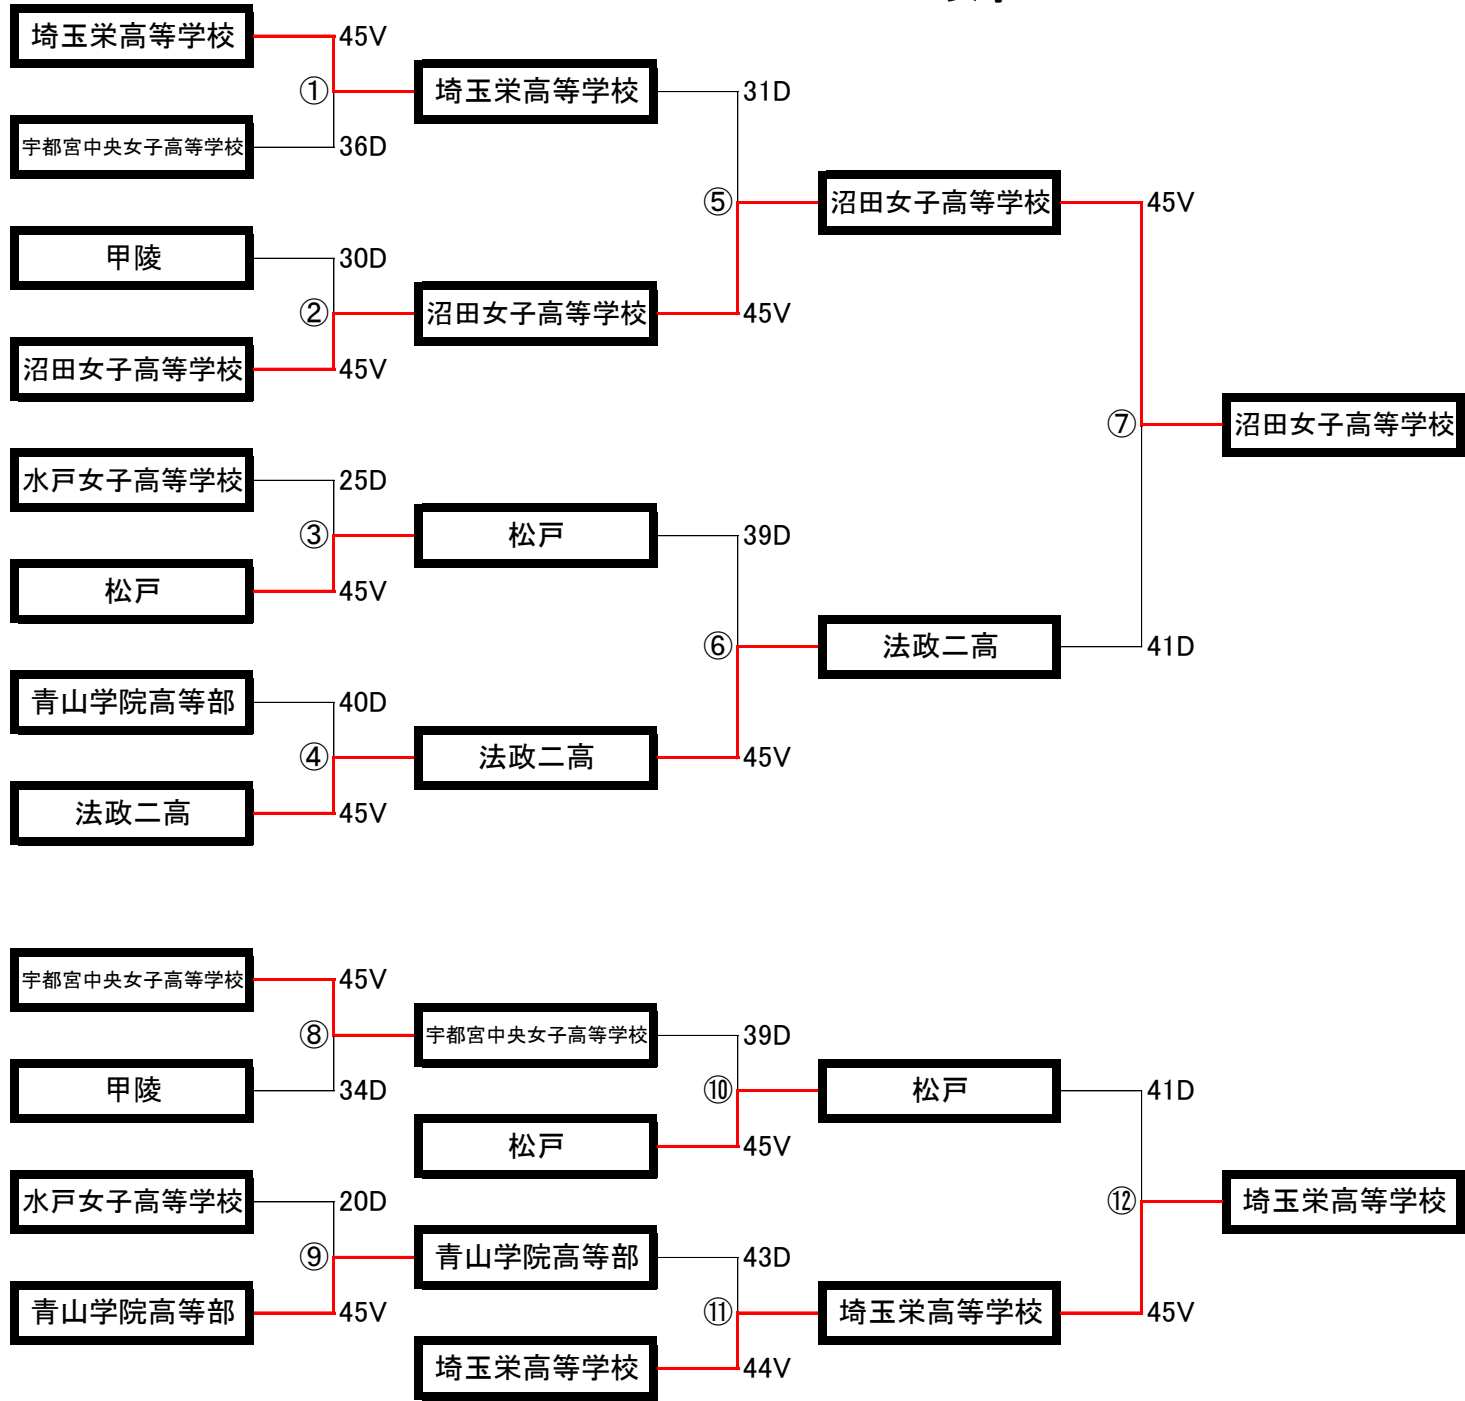 埼玉栄高等学校 45V
① 埼玉栄高等学校 31D
宇都宮中央女子高等学校 36D
⑤ 沼田女子高等学校 45V
甲陵 30D
② 沼田女子高等学校 45V
沼田女子高等学校 45V
⑦ 沼田女子高等学校
水戸女子高等学校 25D
③ 松戸 39D
松戸 45V
⑥ 法政二高 41D
青山学院高等部 40D
④ 法政二高 45V
法政二高 45V
宇都宮中央女子高等学校 45V
⑧ 宇都宮中央女子高等学校 39D
甲陵 34D
⑩ 松戸 41D
松戸 45V
水戸女子高等学校 20D
⑫ 埼玉栄高等学校
⑨ 青山学院高等部 43D
青山学院高等部 45V
⑪ 埼玉栄高等学校 45V
埼玉栄高等学校 44V